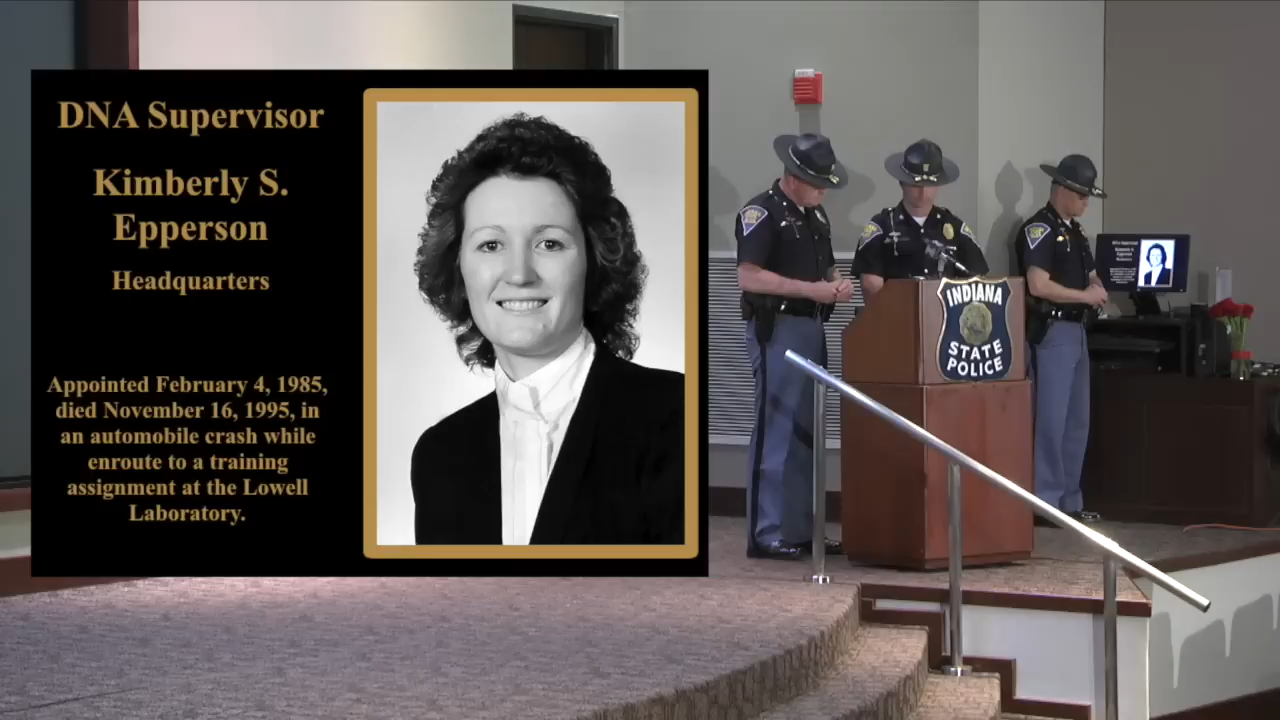 DNA Supervisor
Kimberly S.
Epperson
Headquarters
Appointed February 4, 1985,
died November 16, 1995, in
an automobile crash while
enroute to a training
assignment at the Lowell
Laboratory.
INDIANA
STATE
POLICE